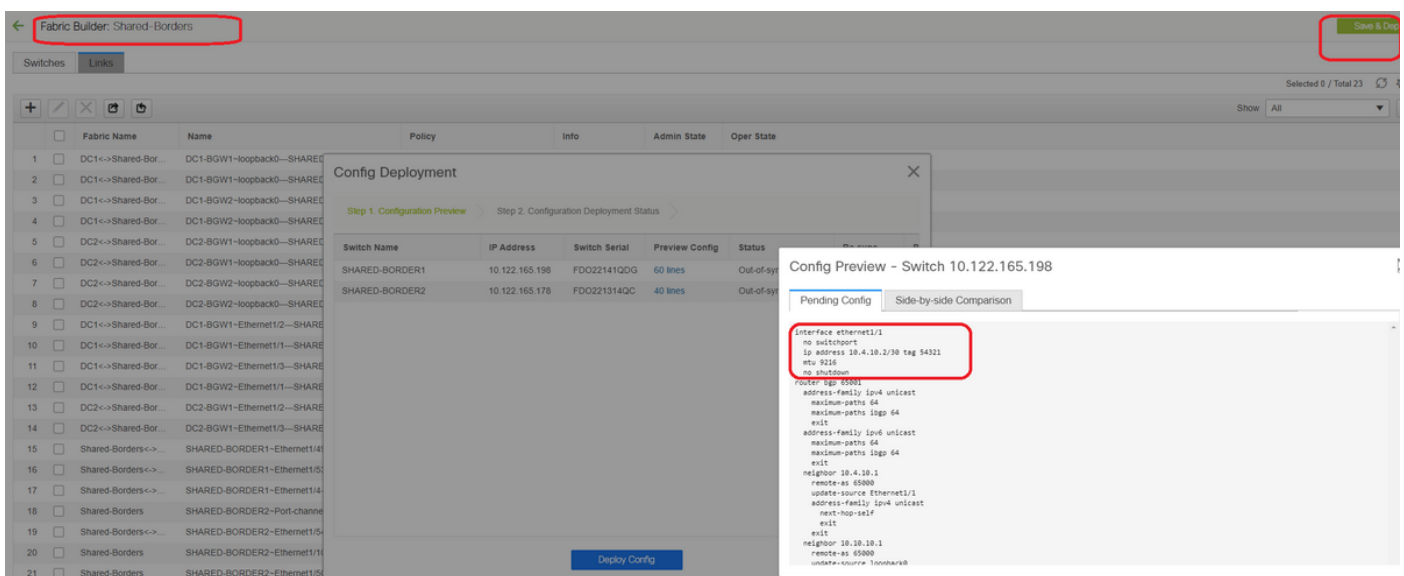 Fabric Builder: Shared-Borders
Save & Dep
Switches Links
Selected 0 / Total 23
Show All
Fabric Name Name Policy Info Admin State Oper State
1 DC1<->Shared-Bor... DC1-BGW1~loopback0---SHARED
2 DC1<->Shared-Bor... DC1-BGW1~loopback0---SHARED
3 DC1<->Shared-Bor... DC1-BGW2~loopback0---SHARED
4 DC1<->Shared-Bor... DC1-BGW2~loopback0---SHARED
5 DC2<->Shared-Bor... DC2-BGW1~loopback0---SHARED
6 DC2<->Shared-Bor... DC2-BGW1~loopback0---SHARED
7 DC2<->Shared-Bor... DC2-BGW2~loopback0---SHARED
8 DC2<->Shared-Bor... DC2-BGW2~loopback0---SHARED
9 DC1<->Shared-Bor... DC1-BGW1~Ethernet1/2---SHARE
10 DC1<->Shared-Bor... DC1-BGW1~Ethernet1/1---SHARE
11 DC1<->Shared-Bor... DC1-BGW2~Ethernet1/3---SHARE
12 DC1<->Shared-Bor... DC1-BGW2~Ethernet1/1---SHARE
13 DC2<->Shared-Bor... DC2-BGW1~Ethernet1/2---SHARE
14 DC2<->Shared-Bor... DC2-BGW1~Ethernet1/3---SHARE
15 Shared-Borders<->... SHARED-BORDER1~Ethernet1/4
16 Shared-Borders<->... SHARED-BORDER1~Ethernet1/5
17 Shared-Borders<->... SHARED-BORDER1~Ethernet1/4
18 Shared-Borders SHARED-BORDER2~Port-channe
19 Shared-Borders<->... SHARED-BORDER2~Ethernet1/5
20 Shared-Borders SHARED-BORDER2~Ethernet1/1
21 Shared-Borders SHARED-BORDER2~Ethernet1/5
Config Deployment
Step 1. Configuration Preview Step 2. Configuration Deployment Status
Switch Name IP Address Switch Serial Preview Config Status Re-sync
SHARED-BORDER1 10.122.165.198 FDO22141QDG 60 lines Out-of-syn
SHARED-BORDER2 10.122.165.178 FDO221314QC 40 lines Out-of-syn
Deploy Config
Config Preview - Switch 10.122.165.198
Pending Config Side-by-side Comparison
interface ethernet1/1
no switchport
ip address 10.4.10.2/30 tag 54321
mtu 9216
no shutdown
router bgp 65001
address-family ipv4 unicast
maximum-paths 64
maximum-paths ibgp 64
exit
address-family ipv6 unicast
maximum-paths 64
maximum-paths ibgp 64
exit
neighbor 10.4.10.1
remote-as 65000
update-source Ethernet1/1
address-family ipv4 unicast
next-hop-self
exit
exit
neighbor 10.10.10.1
remote-as 65000
update-source loopback0